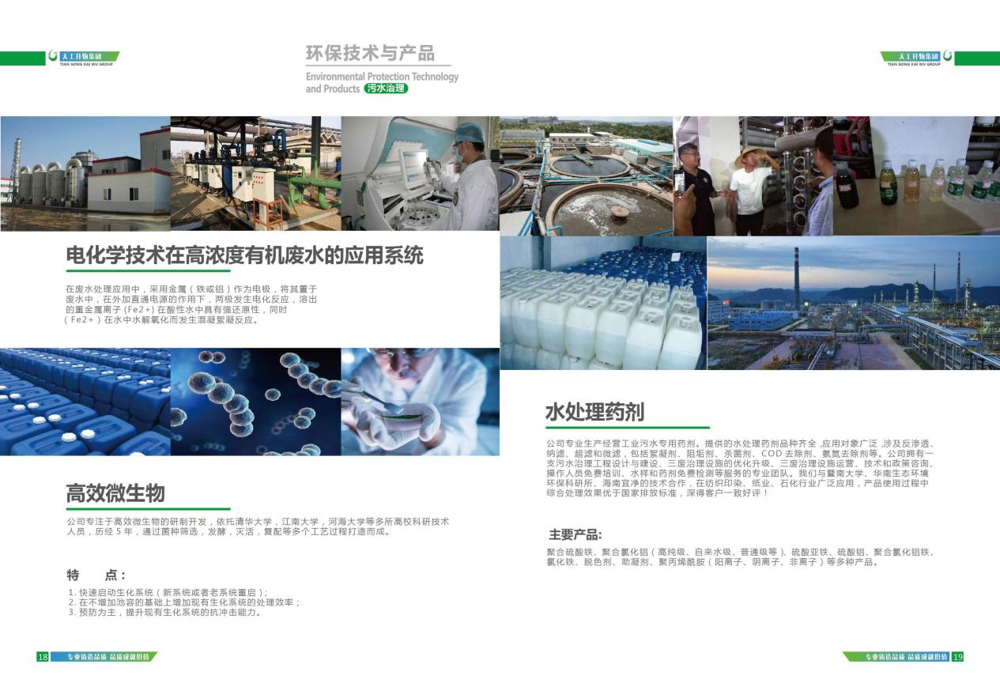 天工开物集团
TIAN GONG KAI WU GROUP
环保技术与产品
Environmental Protection Technology
and Products 污水治理
天工开物集团
TIAN GONG KAI WU GROUP
电化学技术在高浓度有机废水的应用系统
在废水处理应用中，采用金属（铁或铝）作为电极，将其置于
废水中，在外加直通电源的作用下，两极发生电化反应，溶出
的重金属离子(Fe2+)在酸性水中具有强还原性，同时
（Fe2+）在水中水解氧化而发生混凝絮凝反应。
高效微生物
公司专注于高效微生物的研制开发，依托清华大学，江南大学，河海大学等多所高校科研技术
人员，历经 5 年，通过菌种筛选，发酵，灭活，复配等多个工艺过程打造而成。
特 点：
1. 快速启动生化系统（新系统或者老系统重启）;
2. 在不增加池容的基础上增加现有生化系统的处理效率；
3. 预防为主，提升现有生化系统的抗冲击能力。
18 专业铸造品质 品质成就价值
水处理药剂
公司专业生产经营工业污水专用药剂。提供的水处理药剂品种齐全 ,应用对象广泛 ,涉及反渗透、
纳滤、超滤和微滤，包括絮凝剂、阻垢剂、杀菌剂、COD 去除剂、氨氮去除剂等。公司拥有一
支污水治理工程设计与建设、三废治理设施的优化升级、三废治理设施运营、技术和政策咨询、
操作人员免费培训、水样和药剂免费检测等服务的专业团队。我们与暨南大学、华南生态环境
环保科研所、海南宜净的技术合作，在纺织印染、纸业、石化行业广泛应用，产品使用过程中
综合处理效果优于国家排放标准，深得客户一致好评！
主要产品:
聚合硫酸铁、聚合氯化铝（高纯级、自来水级、普通级等）、硫酸亚铁、硫酸铝、聚合氯化铝铁、
氯化铁、脱色剂、助凝剂、聚丙烯酰胺（阳离子、阴离子、非离子）等多种产品。
专业铸造品质 品质成就价值 19